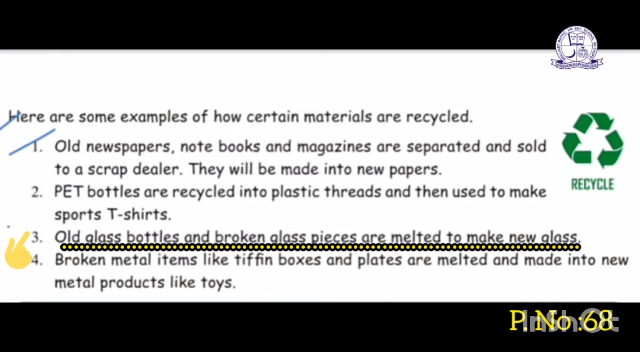 Here are some examples of how certain materials are recycled.
1. Old newspapers, note books and magazines are separated and sold
to a scrap dealer. They will be made into new papers.
2. PET bottles are recycled into plastic threads and then used to make
sports T-shirts.
3. Old glass bottles and broken glass pieces are melted to make new glass.
4. Broken metal items like tiffin boxes and plates are melted and made into new
metal products like toys.
RECYCLE
P.No:68
InShOt